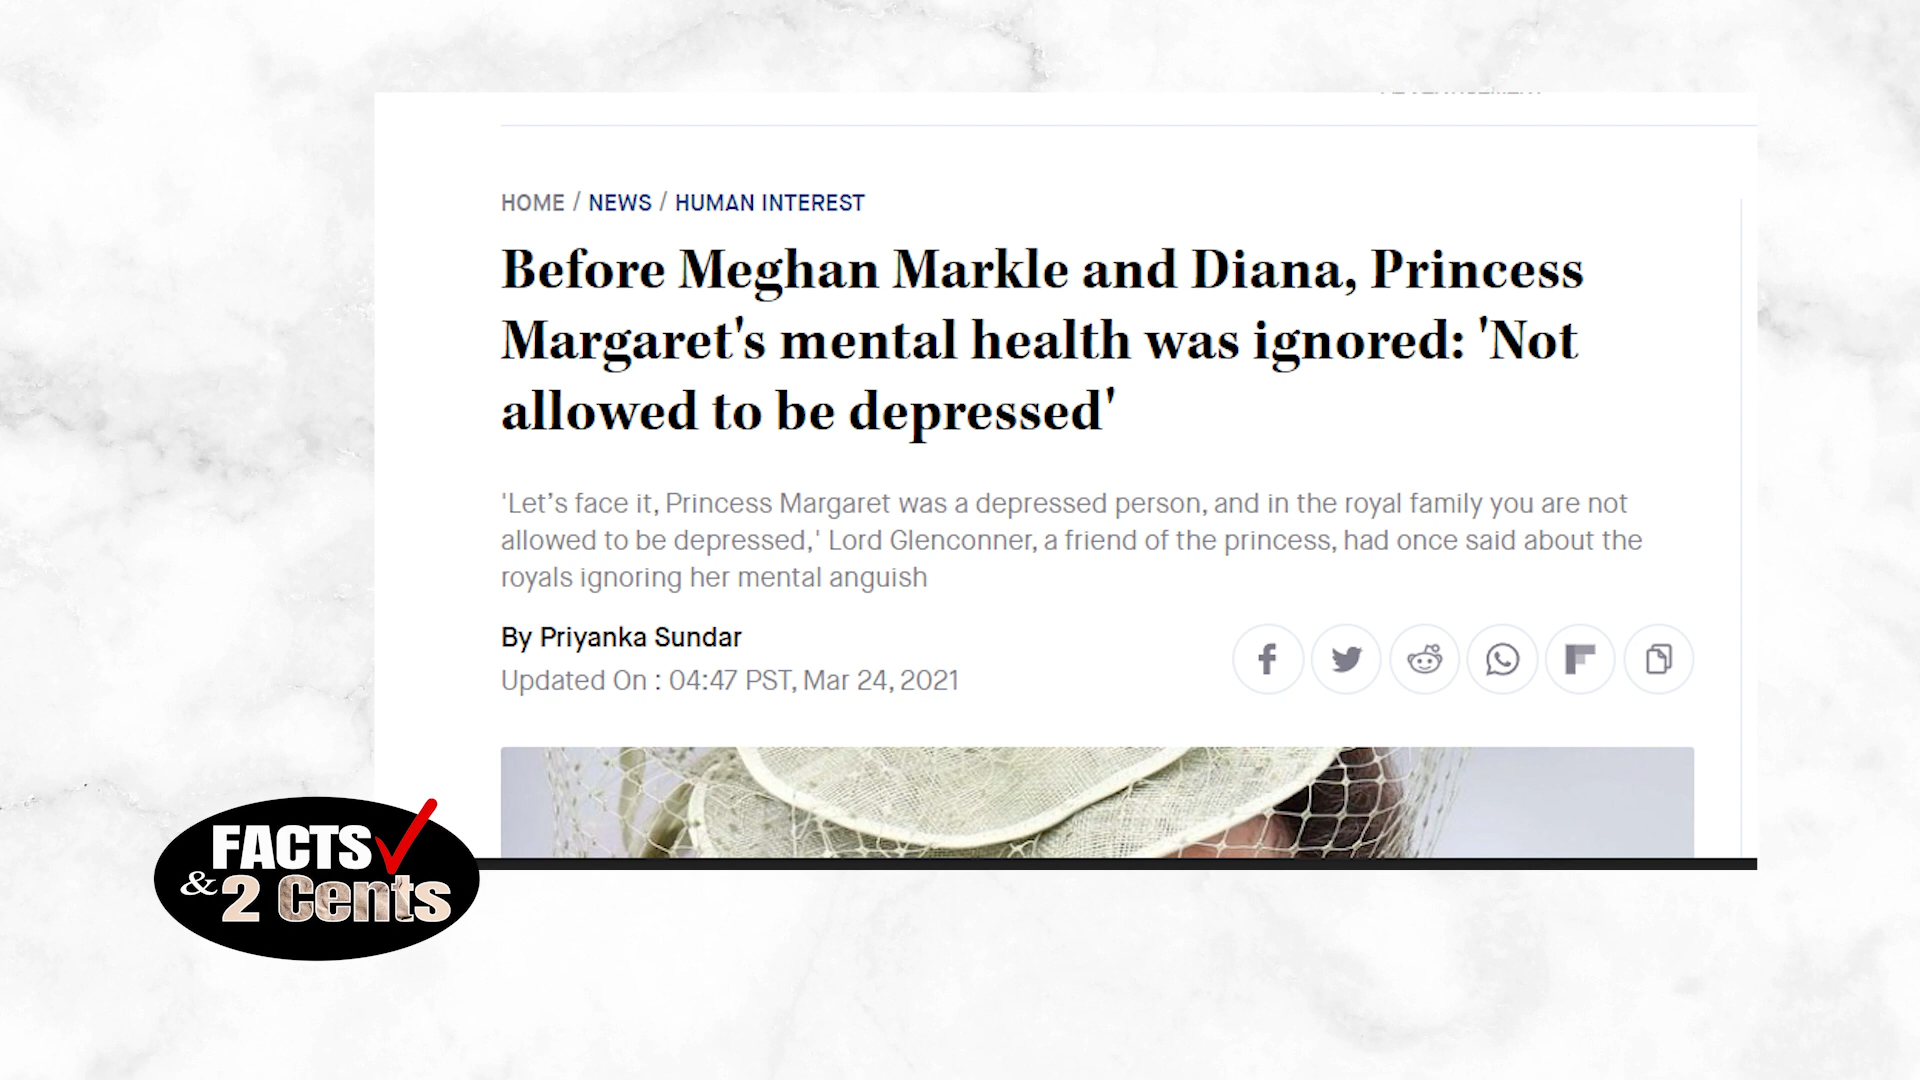 HOME / NEWS / HUMAN INTEREST
Before Meghan Markle and Diana, Princess
Margaret's mental health was ignored: 'Not
allowed to be depressed'
'Let’s face it, Princess Margaret was a depressed person, and in the royal family you are not
allowed to be depressed,' Lord Glenconner, a friend of the princess, had once said about the
royals ignoring her mental anguish
By Priyanka Sundar
Updated On : 04:47 PST, Mar 24, 2021
FACTS
& 2 Cents